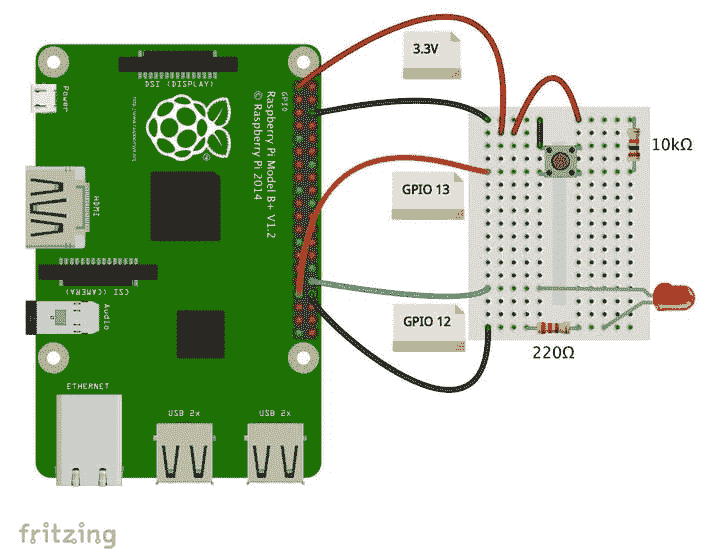 DSI (DISPLAY)
Power
GPIO
Raspberry Pi Model B+ V1.2
© Raspberry Pi 2014
HDMI
CSI (CAMERA)
Audio
ETHERNET
USB 2x
USB 2x
3.3V
GPIO 13
GPIO 12
10kΩ
220Ω
fritzing